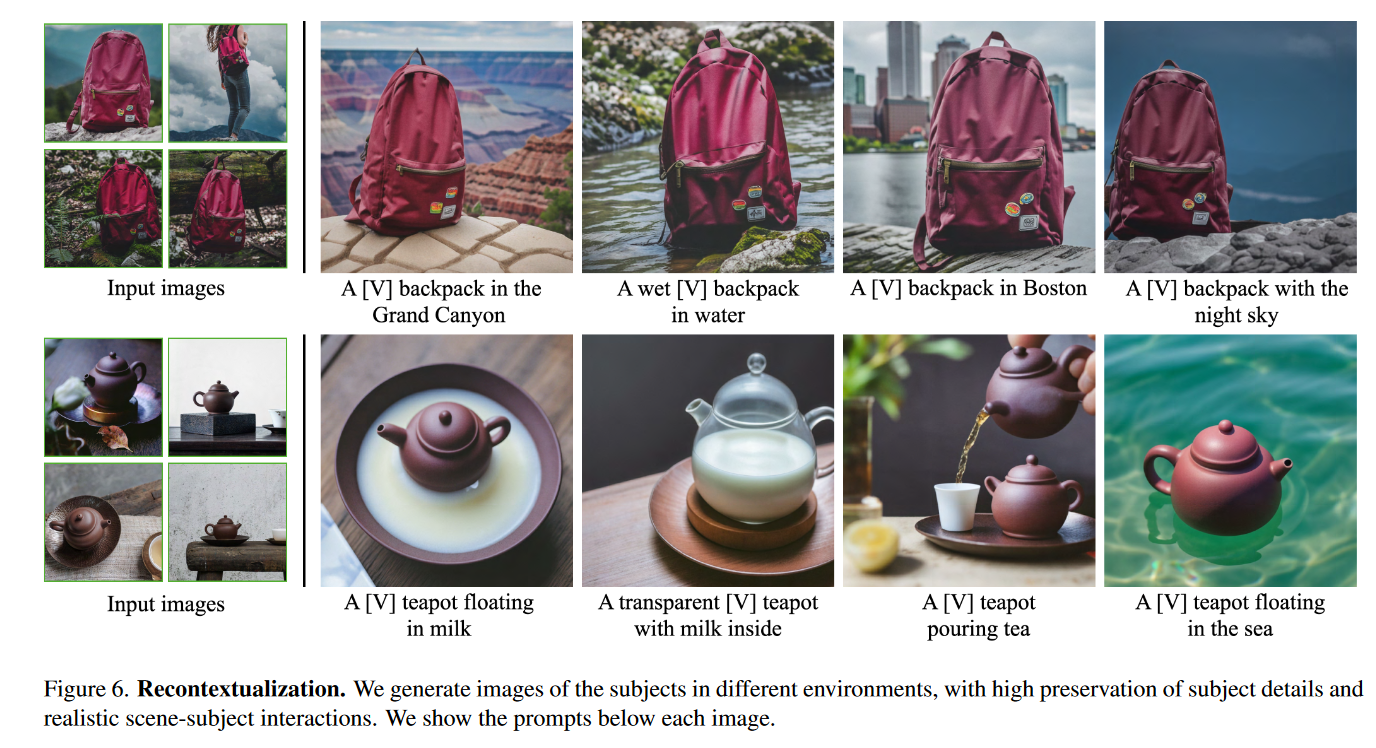 Input images
A [V] backpack in the
Grand Canyon
A wet [V] backpack
in water
A [V] backpack in Boston
A [V] backpack with the
night sky
Input images
A [V] teapot floating
in milk
A transparent [V] teapot
with milk inside
A [V] teapot
pouring tea
A [V] teapot floating
in the sea
Figure 6. Recontextualization. We generate images of the subjects in different environments, with high preservation of subject details and
realistic scene-subject interactions. We show the prompts below each image.